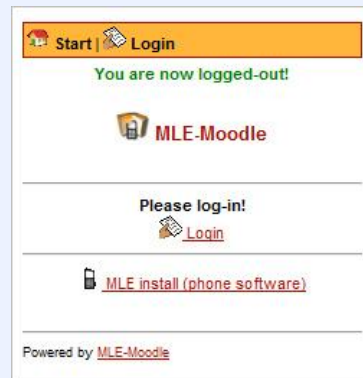 Start | Login
You are now logged-out!
MLE-Moodle
Please log-in!
Login
MLE install (phone software)
Powered by MLE-Moodle